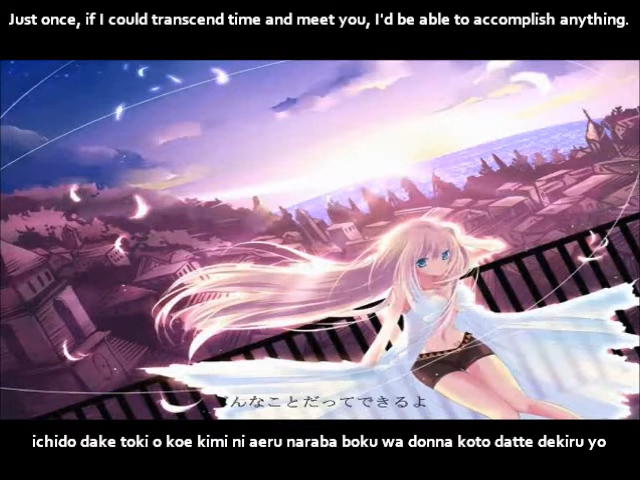 Just once, if I could transcend time and meet you, I'd be able to accomplish anything.
どんなことだってできるよ
ichido dake toki o koe kimi ni aeru naraba boku wa donna koto datte dekiru yo